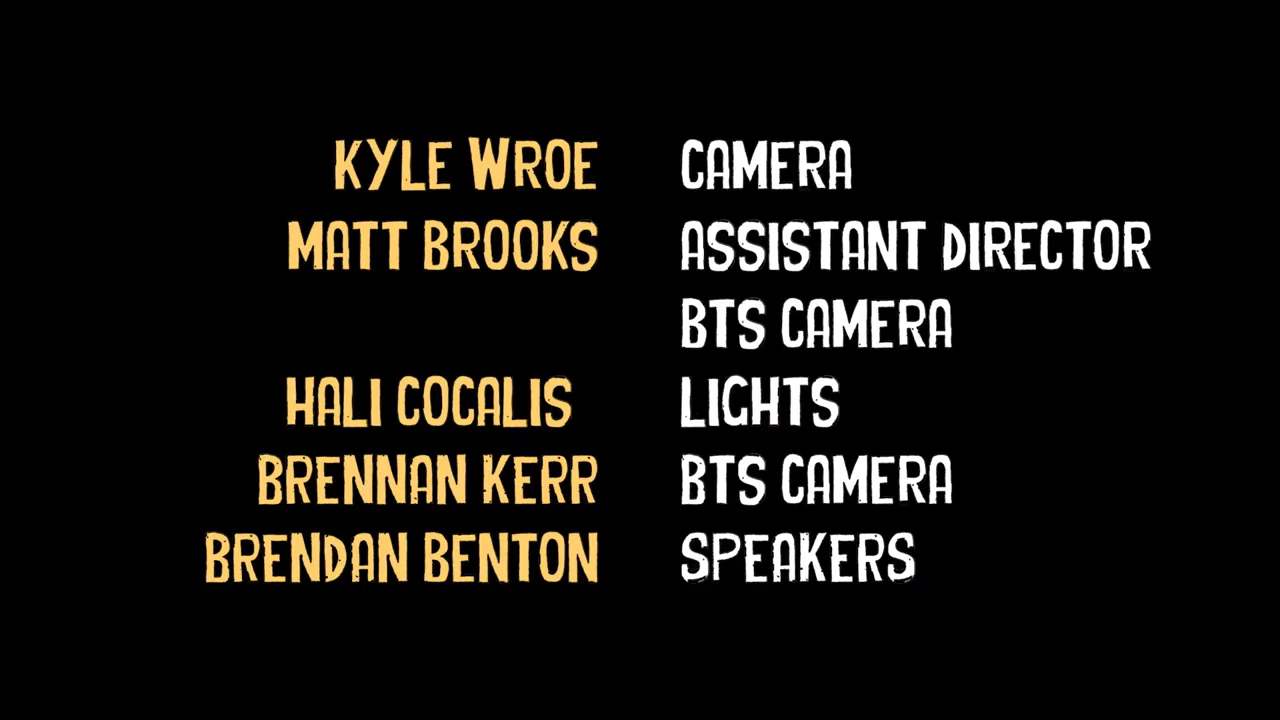 KYLE WROE CAMERA
MATT BROOKS ASSISTANT DIRECTOR
BTS CAMERA
HALI COCALIS LIGHTS
BRENNAN KERR BTS CAMERA
BRENDAN BENTON SPEAKERS